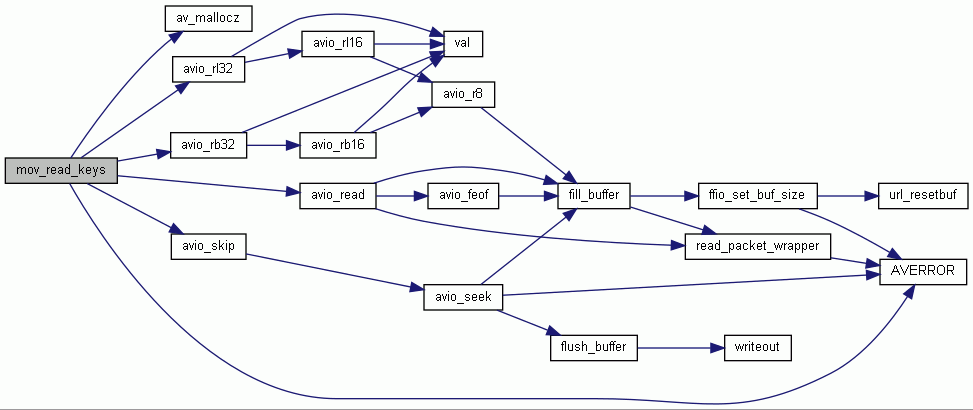 av_mallocz
avio_rl16
val
avio_rl32
avio_r8
avio_rb32
avio_rb16
mov_read_keys
avio_read
avio_feof
fill_buffer
ffio_set_buf_size
url_resetbuf
avio_skip
read_packet_wrapper
AVERROR
avio_seek
flush_buffer
writeout